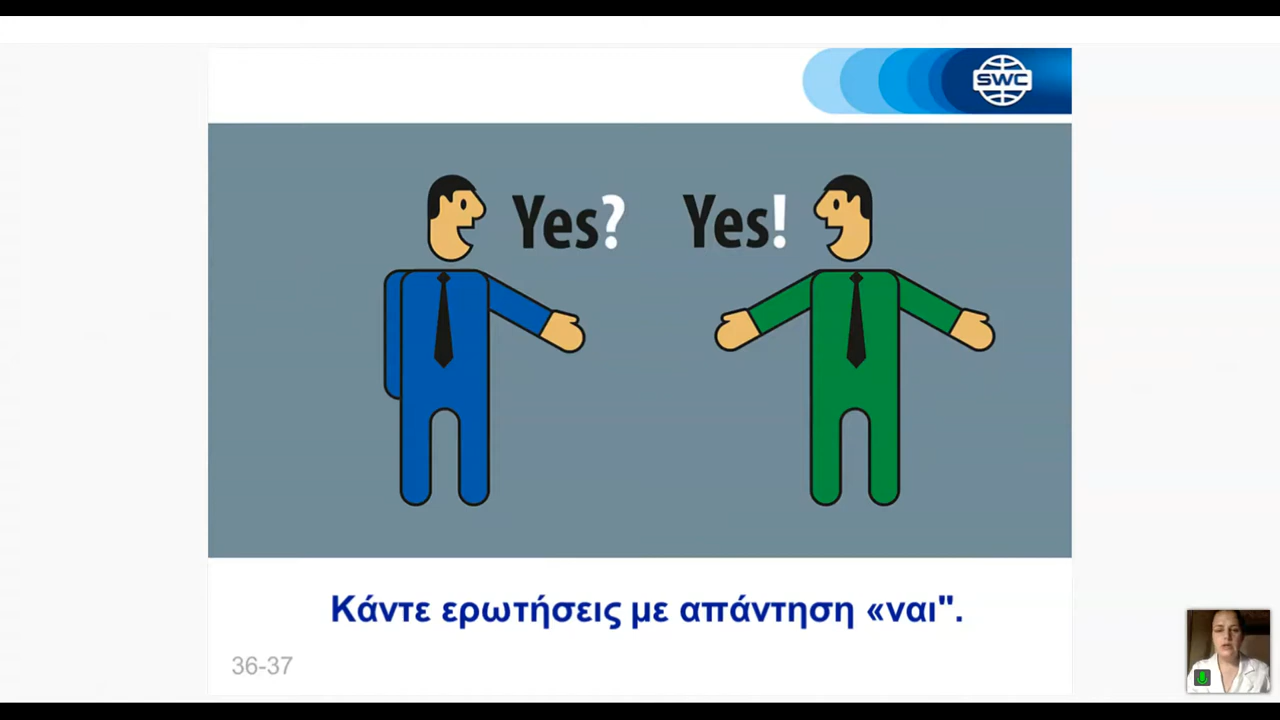 SWC
Yes? Yes!
Κάντε ερωτήσεις με απάντηση «ναι".
36-37